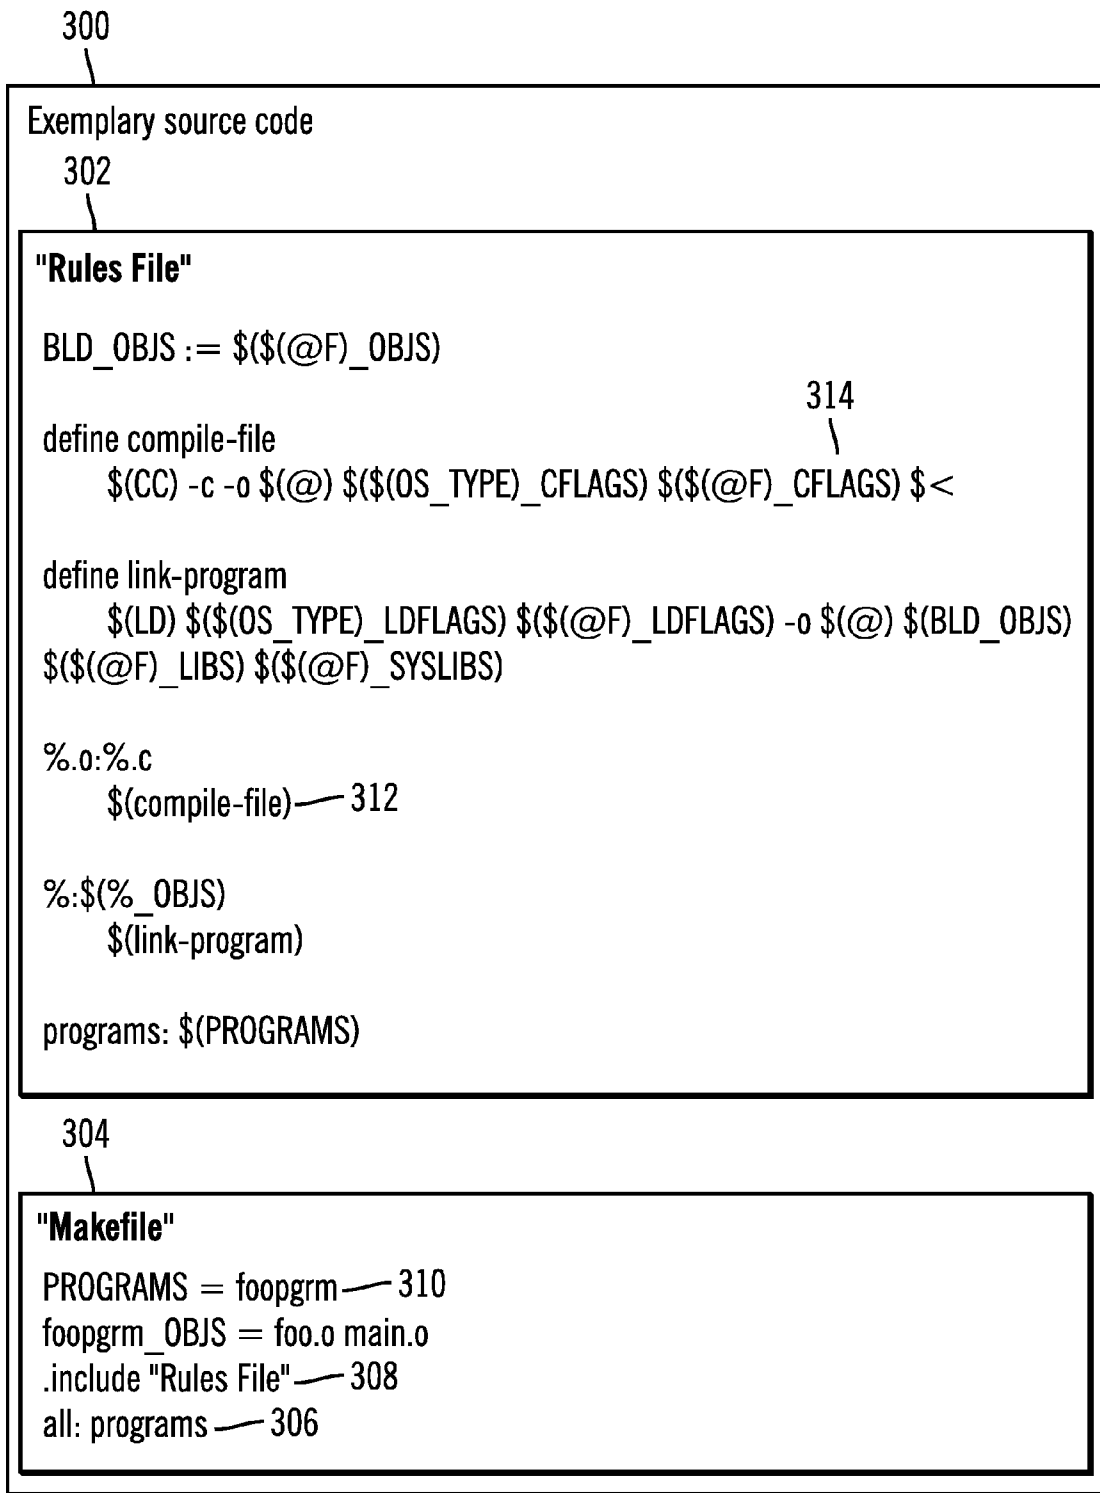 300
Exemplary source code
302
"Rules File"
BLD_OBJS := $($(@F)_OBJS)
314
define compile-file
$(CC) -c -o $(@) $($(OS_TYPE)_CFLAGS) $($(@F)_CFLAGS) $<
define link-program
$(LD) $($(OS_TYPE)_LDFLAGS) $($(@F)_LDFLAGS) -o $(@) $(BLD_OBJS)
$($(@F)_LIBS) $($(@F)_SYSLIBS)
%.o:%.c
$(compile-file) 312
%:$(%_OBJS)
$(link-program)
programs: $(PROGRAMS)
304
"Makefile"
PROGRAMS = foopgrm 310
foopgrm_OBJS = foo.o main.o
.include "Rules File" 308
all: programs 306